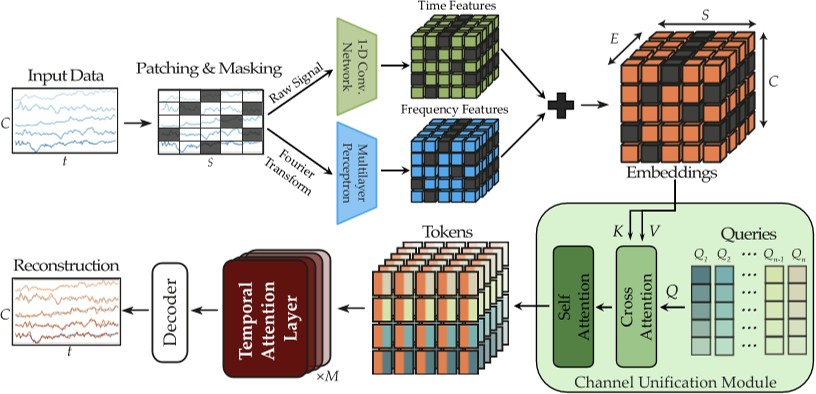 Time Features
Input Data
C
t
Patching & Masking
S
Raw Signal
Fourier
Transform
1-D Conv.
Network
Frequency Features
Multilayer
Perceptron
S
E
C
Embeddings
K
V
Queries
Q1 Q2 ... Qn-1 Qn
Q
Cross
Attention
Self
Attention
Channel Unification Module
Tokens
Temporal
Attention
Layer
×M
Decoder
Reconstruction
C
t